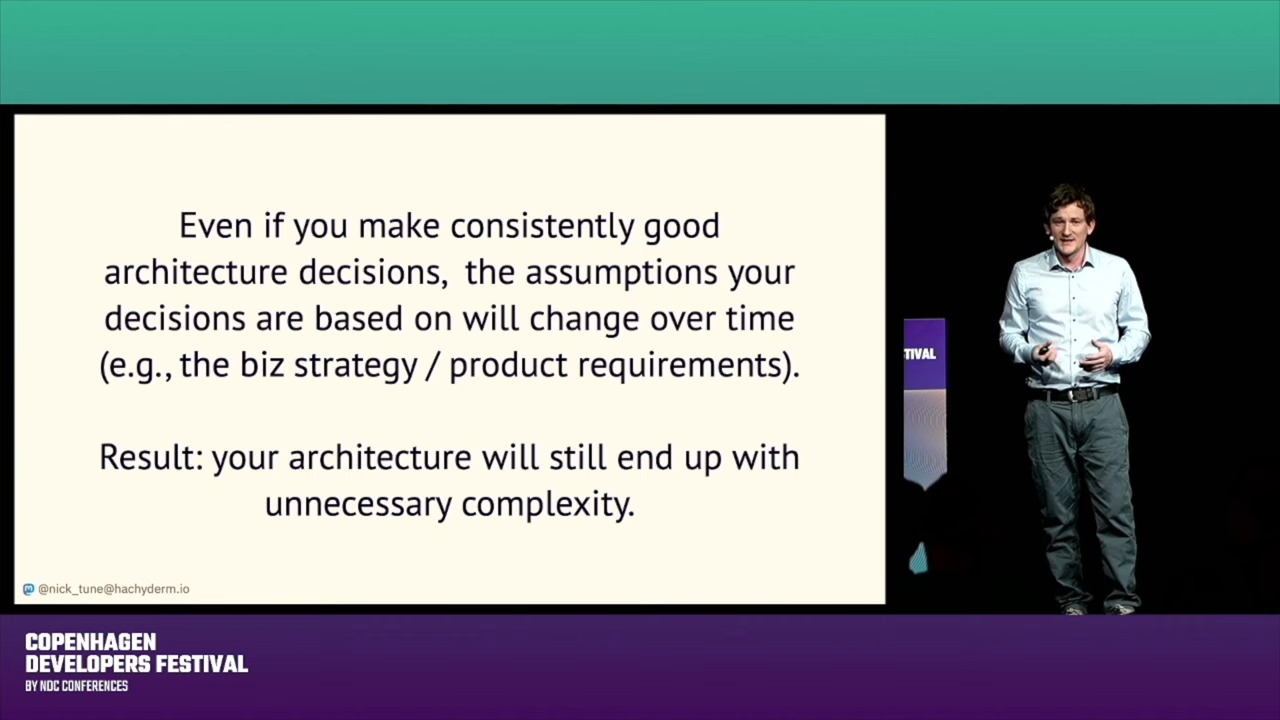 Even if you make consistently good
architecture decisions,  the assumptions your
decisions are based on will change over time
(e.g., the biz strategy / product requirements).
Result: your architecture will still end up with
unnecessary complexity.
@nick_tune@hachyderm.io
TIVAL
COPENHAGEN
DEVELOPERS FESTIVAL
BY NDC CONFERENCES